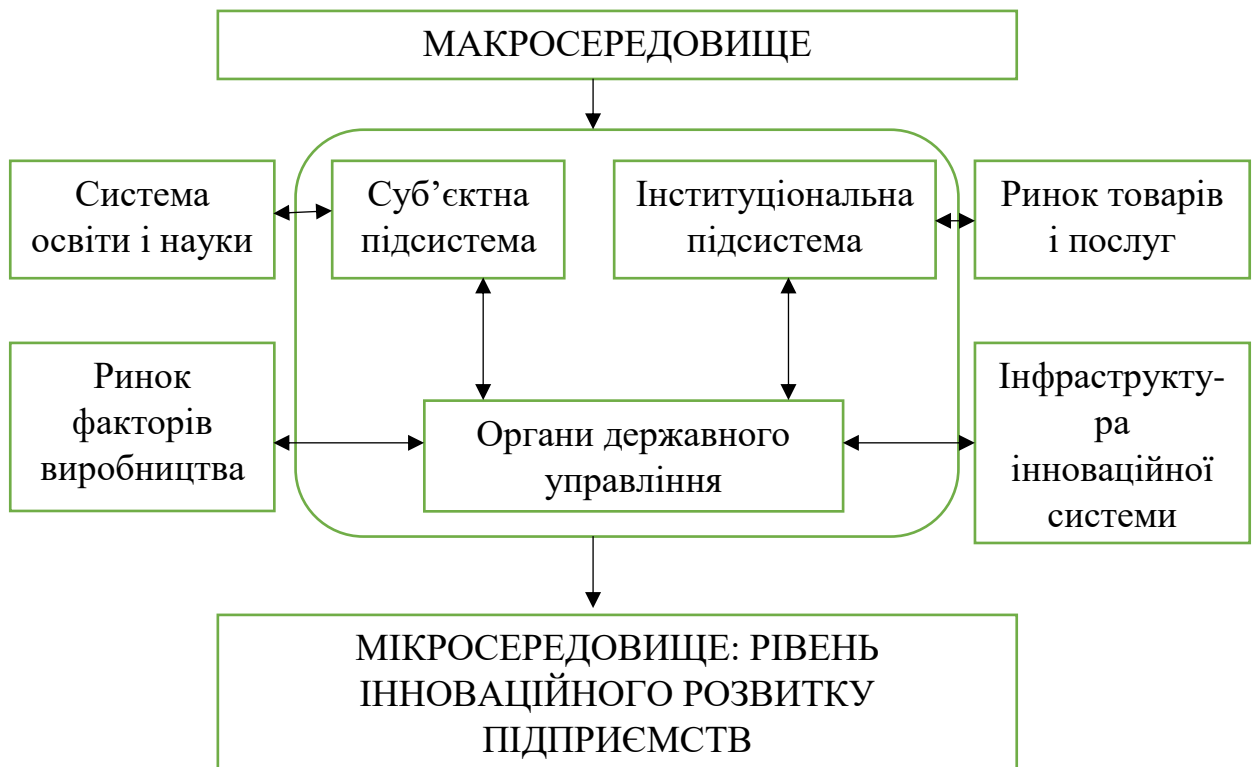 МАКРОСЕРЕДОВИЩЕ
Система
освіти і науки
Суб’єктна
підсистема
Інституціональна
підсистема
Ринок товарів
і послуг
Ринок
факторів
виробництва
Органи державного
управління
Інфраструкту-
ра
інноваційної
системи
МІКРОСЕРЕДОВИЩЕ: РІВЕНЬ
ІННОВАЦІЙНОГО РОЗВИТКУ
ПІДПРИЄМСТВ